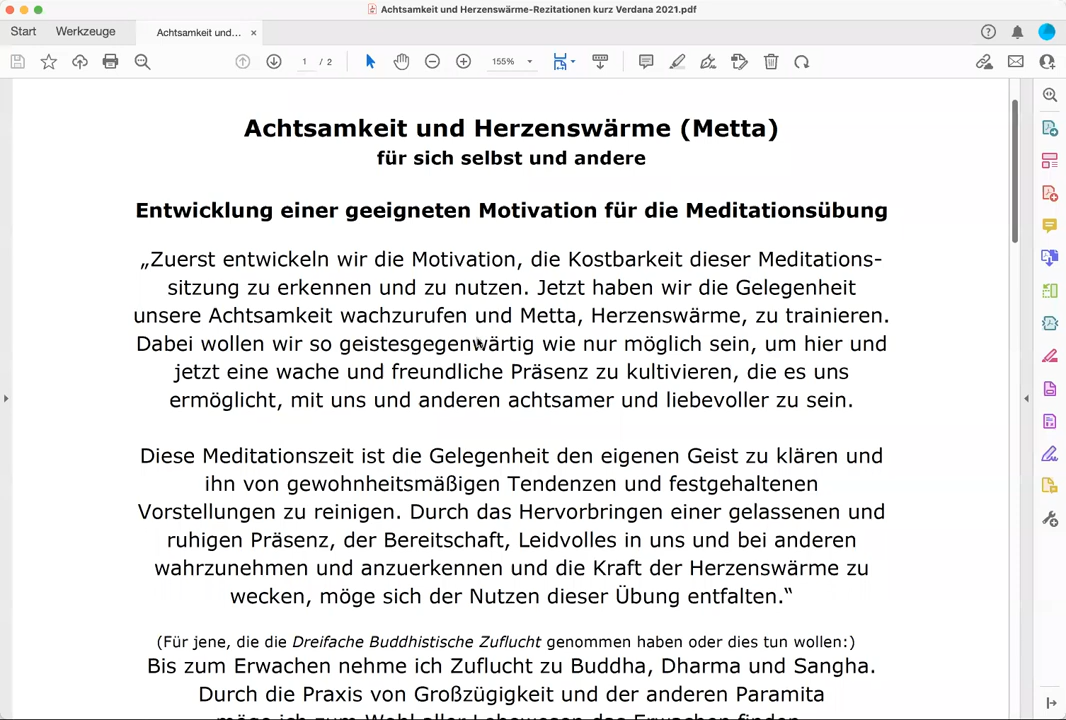 Achtsamkeit und Herzenswärme-Rezitationen kurz Verdana 2021.pdf
Start Werkzeuge Achtsamkeit und... ×
1 / 2 155%
Achtsamkeit und Herzenswärme (Metta)
für sich selbst und andere
Entwicklung einer geeigneten Motivation für die Meditationsübung
„Zuerst entwickeln wir die Motivation, die Kostbarkeit dieser Meditations-
sitzung zu erkennen und zu nutzen. Jetzt haben wir die Gelegenheit
unsere Achtsamkeit wachzurufen und Metta, Herzenswärme, zu trainieren.
Dabei wollen wir so geistesgegenwärtig wie nur möglich sein, um hier und
jetzt eine wache und freundliche Präsenz zu kultivieren, die es uns
ermöglicht, mit uns und anderen achtsamer und liebevoller zu sein.
Diese Meditationszeit ist die Gelegenheit den eigenen Geist zu klären und
ihn von gewohnheitsmäßigen Tendenzen und festgehaltenen
Vorstellungen zu reinigen. Durch das Hervorbringen einer gelassenen und
ruhigen Präsenz, der Bereitschaft, Leidvolles in uns und bei anderen
wahrzunehmen und anzuerkennen und die Kraft der Herzenswärme zu
wecken, möge sich der Nutzen dieser Übung entfalten.“
(Für jene, die die Dreifache Buddhistische Zuflucht genommen haben oder dies tun wollen:)
Bis zum Erwachen nehme ich Zuflucht zu Buddha, Dharma und Sangha.
Durch die Praxis von Großzügigkeit und der anderen Paramita
möge ich zum Wohl aller Lebewesen das Erwachen finden